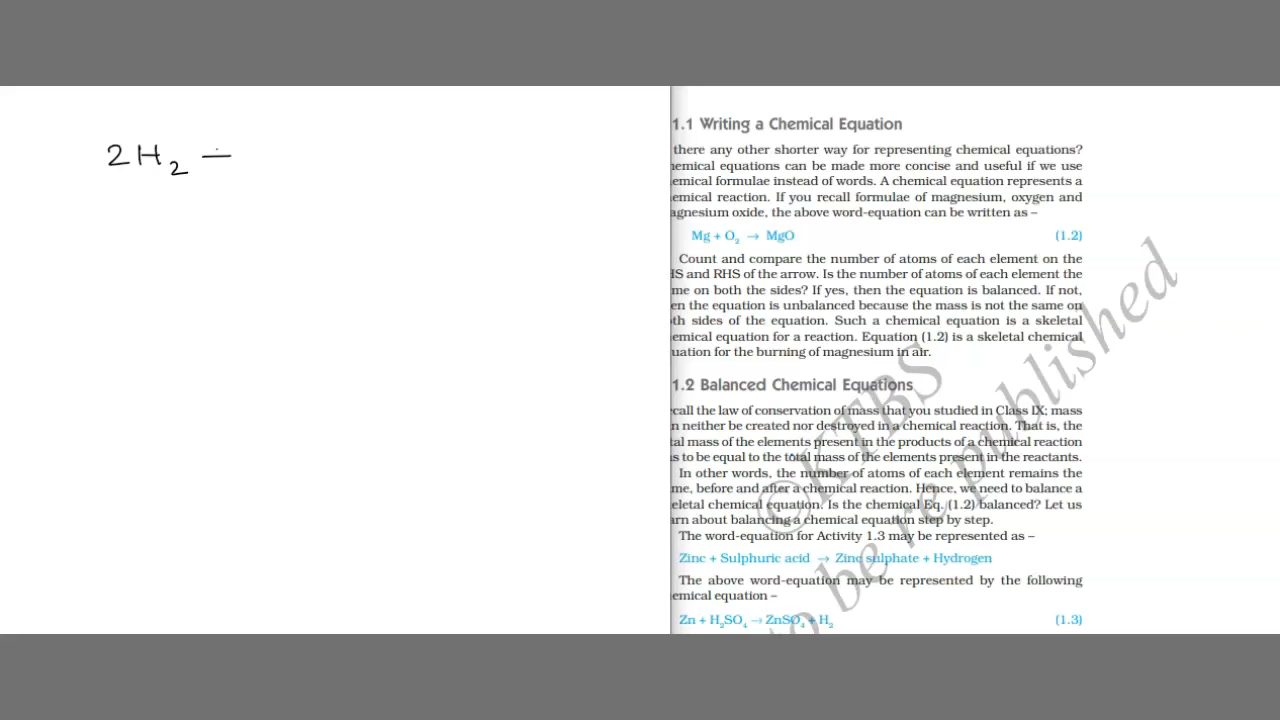 2H₂ –
1.1 Writing a Chemical Equation
there any other shorter way for representing chemical equations?
hemical equations can be made more concise and useful if we use
emical formulae instead of words. A chemical equation represents a
emical reaction. If you recall formulae of magnesium, oxygen and
agnesium oxide, the above word-equation can be written as –
Mg + O₂ → MgO (1.2)
Count and compare the number of atoms of each element on the
HS and RHS of the arrow. Is the number of atoms of each element the
me on both the sides? If yes, then the equation is balanced. If not,
en the equation is unbalanced because the mass is not the same on
th sides of the equation. Such a chemical equation is a skeletal
emical equation for a reaction. Equation (1.2) is a skeletal chemical
uation for the burning of magnesium in air.
1.2 Balanced Chemical Equations
call the law of conservation of mass that you studied in Class IX; mass
n neither be created nor destroyed in a chemical reaction. That is, the
tal mass of the elements present in the products of a chemical reaction
s to be equal to the total mass of the elements present in the reactants.
In other words, the number of atoms of each element remains the
me, before and after a chemical reaction. Hence, we need to balance a
eletal chemical equation. Is the chemical Eq. (1.2) balanced? Let us
arn about balancing a chemical equation step by step.
The word-equation for Activity 1.3 may be represented as –
Zinc + Sulphuric acid → Zinc sulphate + Hydrogen
The above word-equation may be represented by the following
emical equation –
Zn + H₂SO₄ → ZnSO₄ + H₂ (1.3)
©KTBS
to be republished